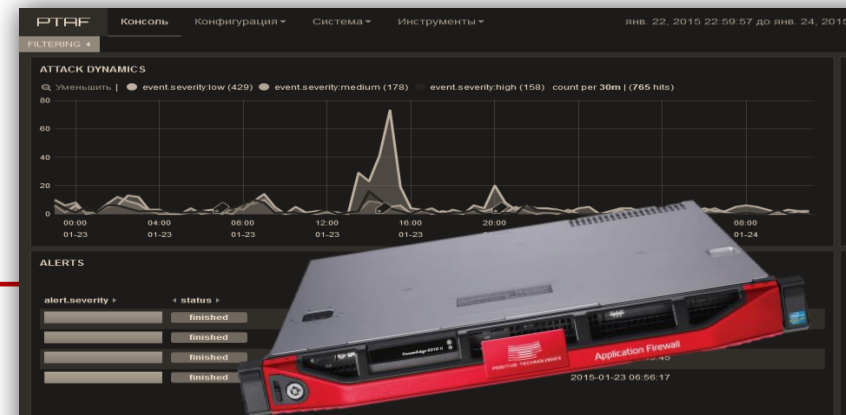 PTAF Консоль Конфигурация Система Инструменты янв. 22, 2015 22:59:57 до янв. 24, 2015
FILTERING
ATTACK DYNAMICS
Уменьшить | event.severity:low (429) event.severity:medium (178) event.severity:high (158) count per 30m | (765 hits)
80
60
40
20
0
00:00 04:00 08:00 12:00 16:00 20:00 08:00
01-23 01-23 01-23 01-23 01-23 01-24
ALERTS
alert.severity status
finished
finished
finished
finished
POSITIVE TECHNOLOGIES
Application Firewall
2015-01-23 06:56:17